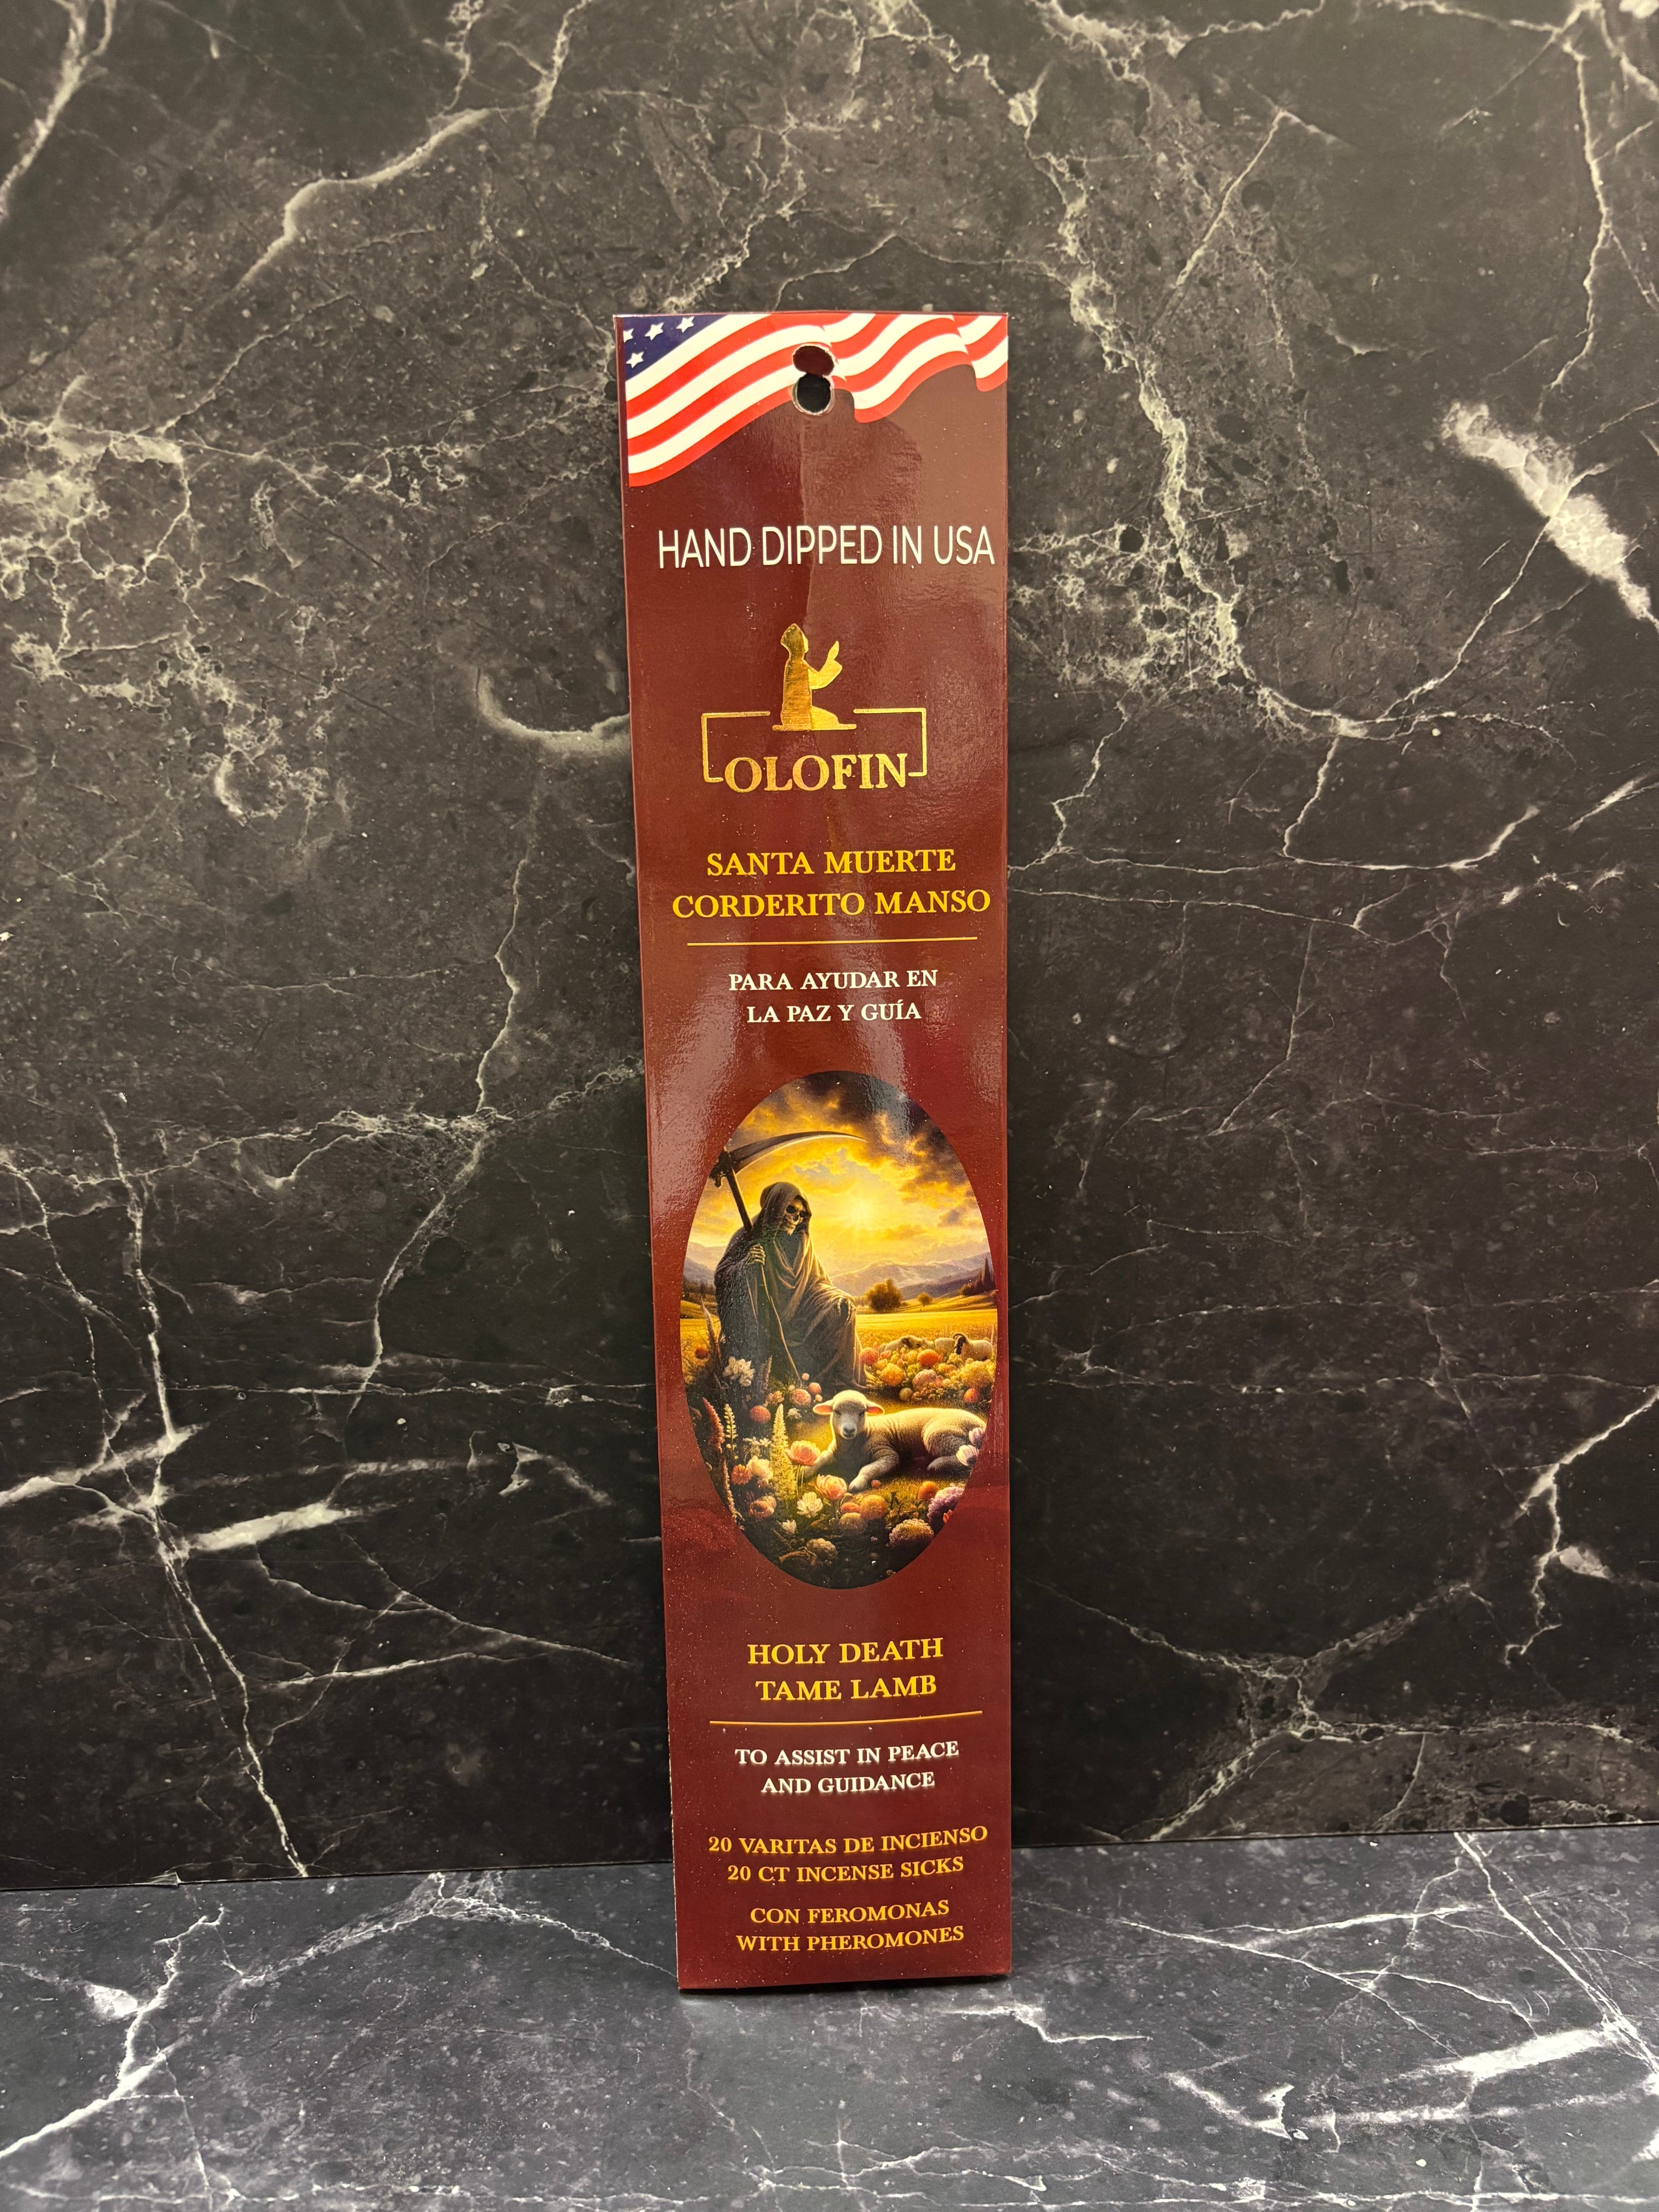 HAND DIPPED IN USA
OLOFIN
SANTA MUERTE
CORDERITO MANSO
PARA AYUDAR EN
LA PAZ Y GUÍA
HOLY DEATH
TAME LAMB
TO ASSIST IN PEACE
AND GUIDANCE
20 VARITAS DE INCIENSO
20 CT INCENSE SICKS
CON FEROMONAS
WITH PHEROMONES